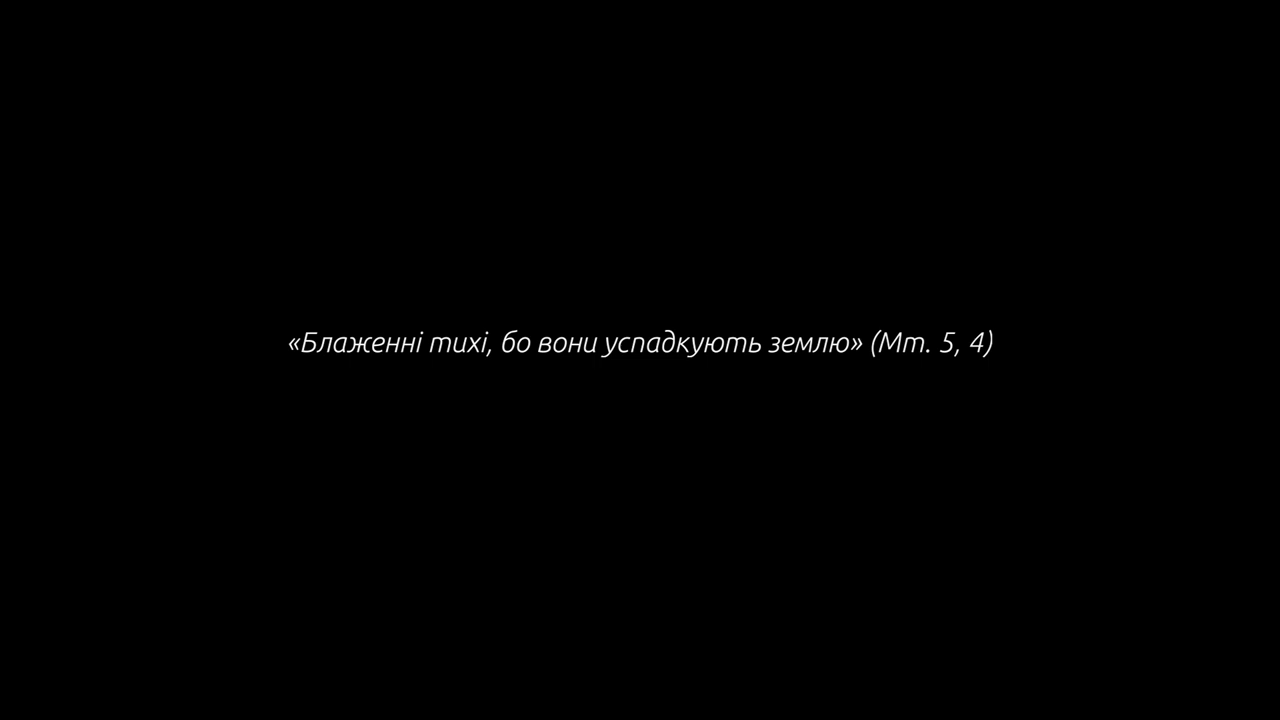 «Блаженні тихі, бо вони успадкують землю» (Мт. 5, 4)